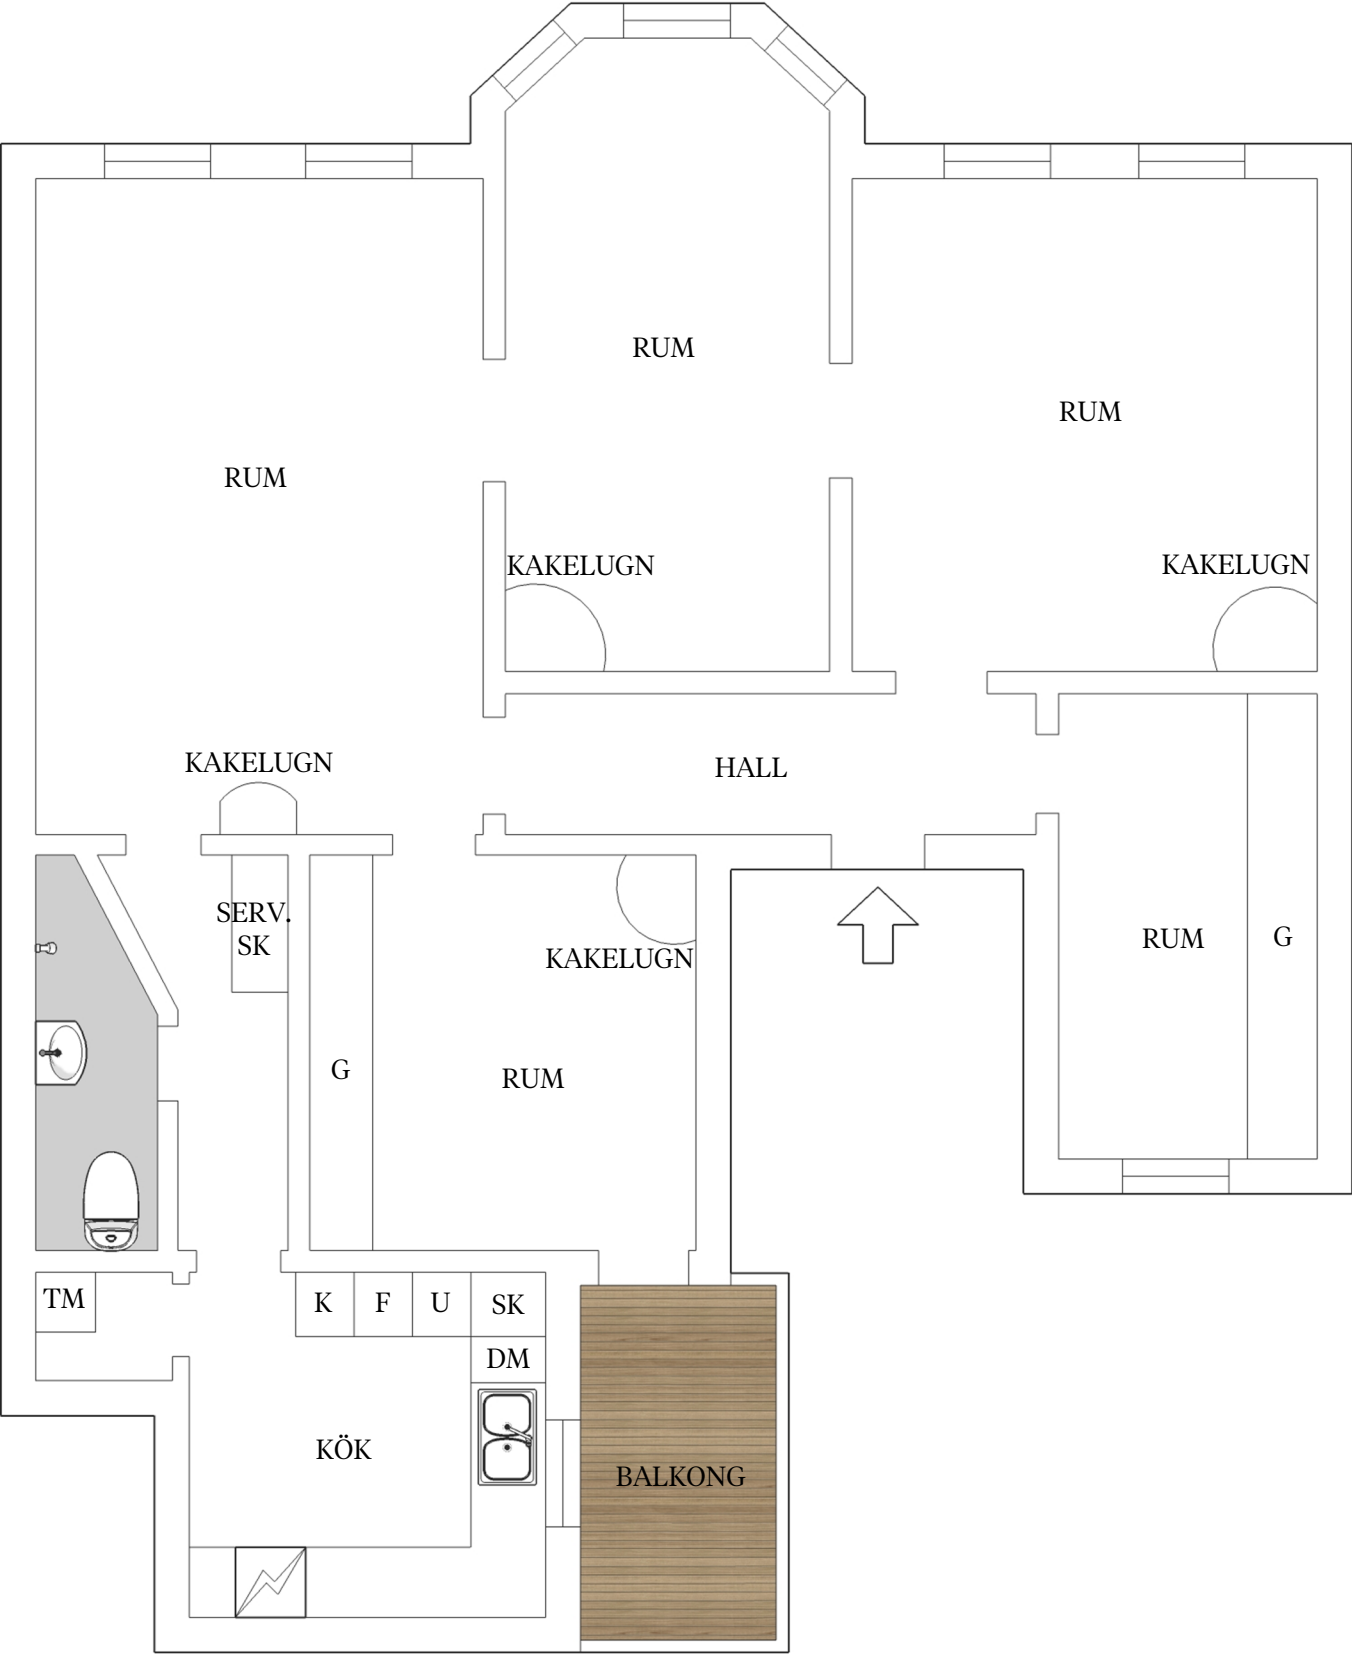 RUM
RUM
RUM
KAKELUGN
KAKELUGN
KAKELUGN
HALL
SERV.
SK
KAKELUGN
RUM
G
G
RUM
TM
K
F
U
SK
DM
KÖK
BALKONG